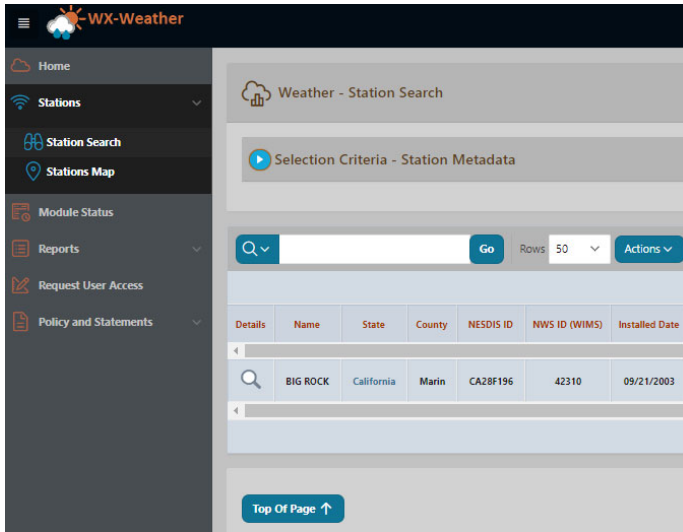 WX-Weather
Home
Stations
Station Search
Stations Map
Module Status
Reports
Request User Access
Policy and Statements
Weather - Station Search
Selection Criteria - Station Metadata
Go Rows 50 Actions
Details Name State County NESDIS ID NWS ID (WIMS) Installed Date
BIG ROCK California Marin CA28F196 42310 09/21/2003
Top Of Page